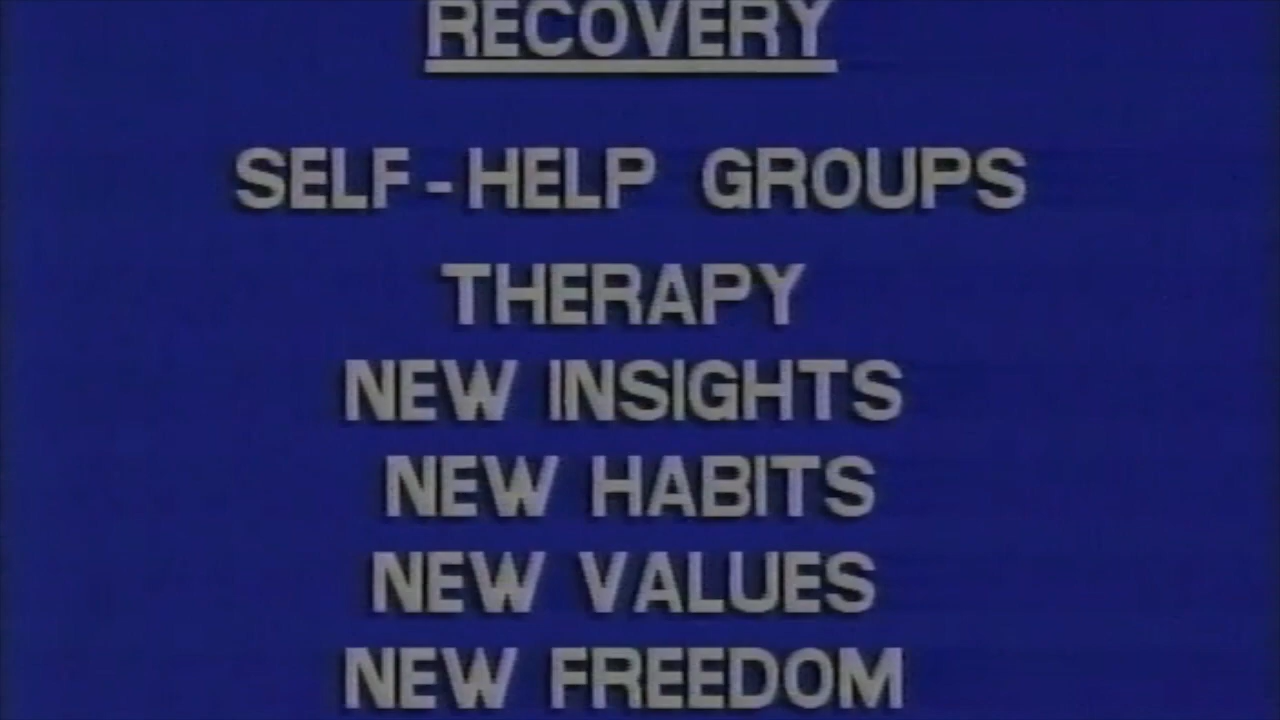 RECOVERY
SELF-HELP GROUPS
THERAPY
NEW INSIGHTS
NEW HABITS
NEW VALUES
NEW FREEDOM